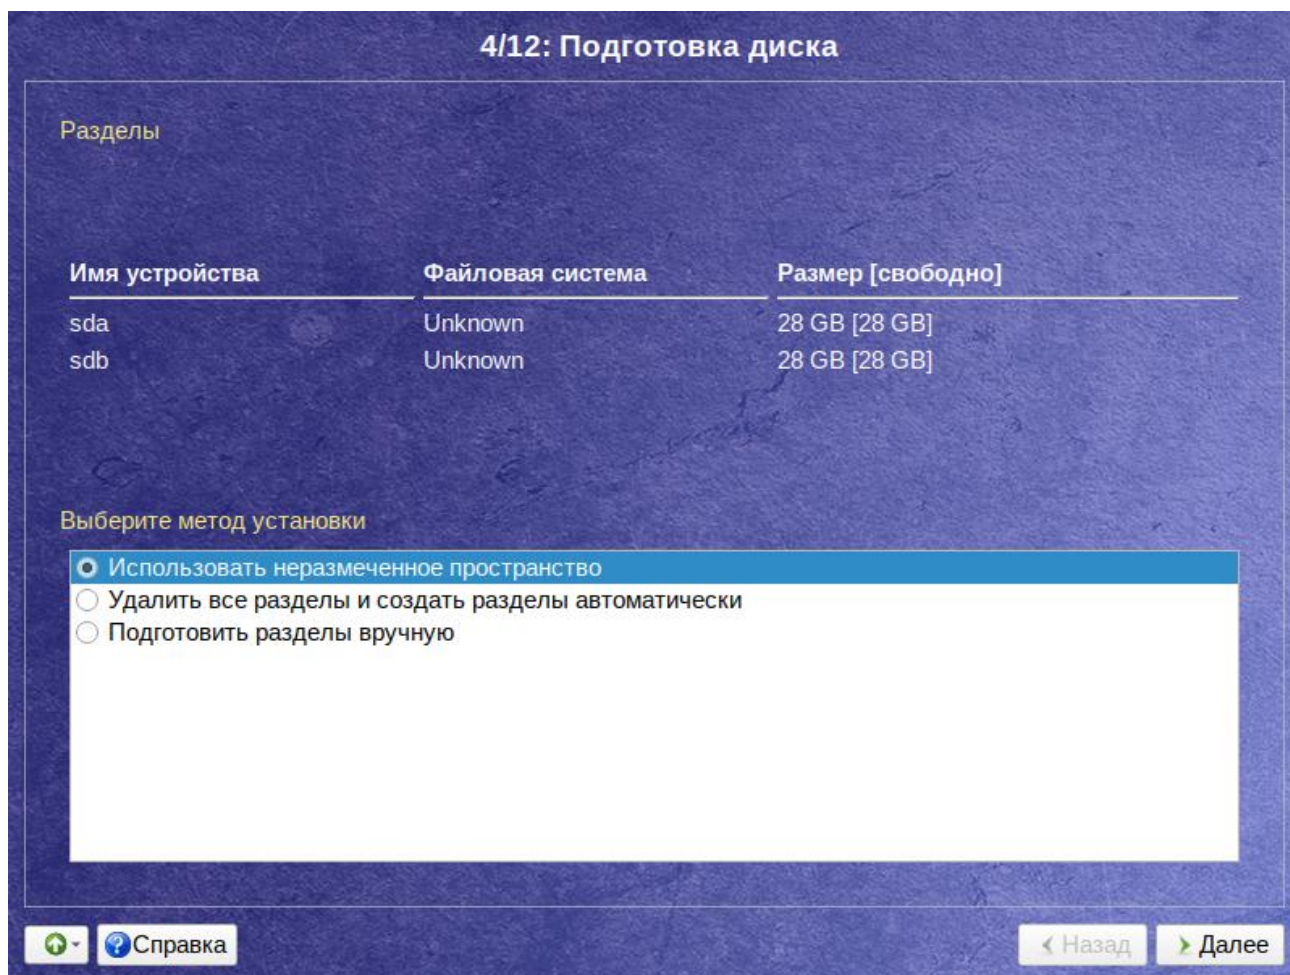 4/12: Подготовка диска
Разделы
Имя устройства Файловая система Размер [свободно]
sda Unknown 28 GB [28 GB]
sdb Unknown 28 GB [28 GB]
Выберите метод установки
Использовать неразмеченное пространство
Удалить все разделы и создать разделы автоматически
Подготовить разделы вручную
Справка Назад Далее